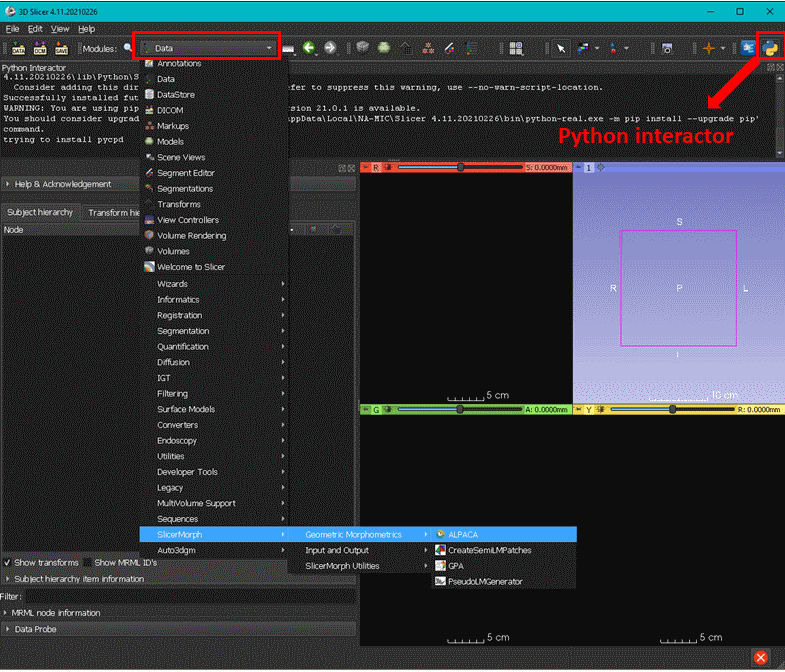 3D Slicer 4.11.20210226
File Edit View Help
DATA DCM SAVE Modules: Data
Python Interactor
4.11.20210226\lib\Python\S
Annotations
Consider adding this dir
efer to suppress this warning, use --no-warn-script-location.
Data
Successfully installed fut
DataStore
WARNING: You are using pip
rsion 21.0.1 is available.
DICOM
You should consider upgrad
ppData\Local\NA-MIC\Slicer 4.11.20210226\bin\python-real.exe -m pip install --upgrade pip'
command.
Markups
trying to install pycpd
Python interactor
Models
Scene Views
Segment Editor
Segmentations
Transforms
View Controllers
Volume Rendering
Volumes
Welcome to Slicer
Wizards
Informatics
Registration
Segmentation
Quantification
Diffusion
IGT
Filtering
Surface Models
Converters
Endoscopy
Utilities
Developer Tools
Legacy
MultiVolume Support
Sequences
SlicerMorph
Auto3dgm
Geometric Morphometrics
Input and Output
SlicerMorph Utilities
ALPACA
CreateSemiLMPatches
GPA
PseudoLMGenerator
Help & Acknowledgement
Subject hierarchy Transform hie
Node
Show transforms Show MRML ID's
Subject hierarchy item information
Filter:
MRML node information
Data Probe
R S: 0.0000mm
1
S
R P L
I
5 cm
10 cm
G A: 0.0000mm
Y R: 0.0000mm
5 cm
5 cm